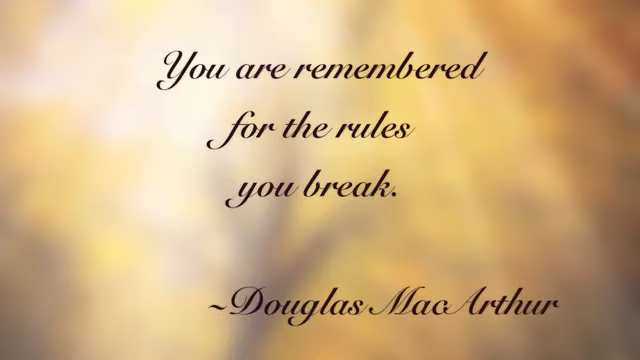 You are remembered
for the rules
you break.
~Douglas MacArthur